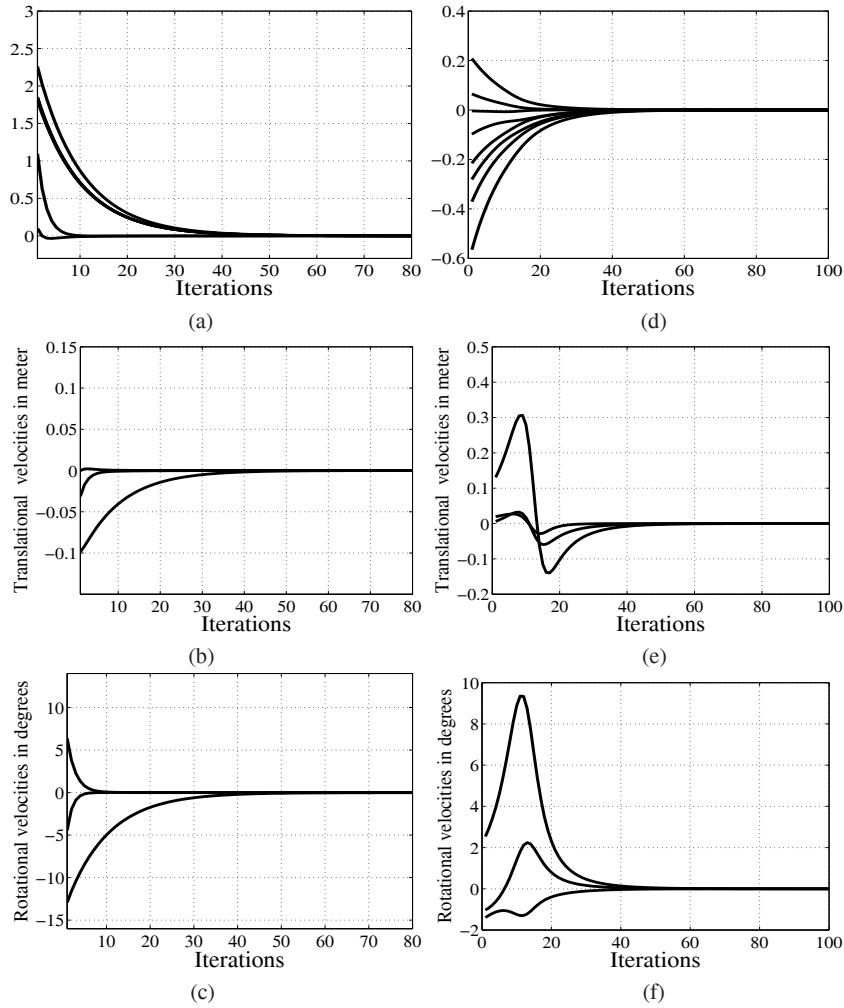 3
2.5
2
1.5
1
0.5
0
10 20 30 40 50 60 70 80
Iterations
(a)
0.4
0.2
0
−0.2
−0.4
−0.6
0 20 40 60 80 100
Iterations
(d)
Translational velocities in meter
0.15
0.1
0.05
0
−0.05
−0.1
10 20 30 40 50 60 70 80
Iterations
(b)
Translational velocities in meter
0.5
0.4
0.3
0.2
0.1
0
−0.1
−0.2
0 20 40 60 80 100
Iterations
(e)
Rotational velocities in degrees
10
5
0
−5
−10
−15
10 20 30 40 50 60 70 80
Iterations
(c)
Rotational velocities in degrees
10
8
6
4
2
0
−2
0 20 40 60 80 100
Iterations
(f)